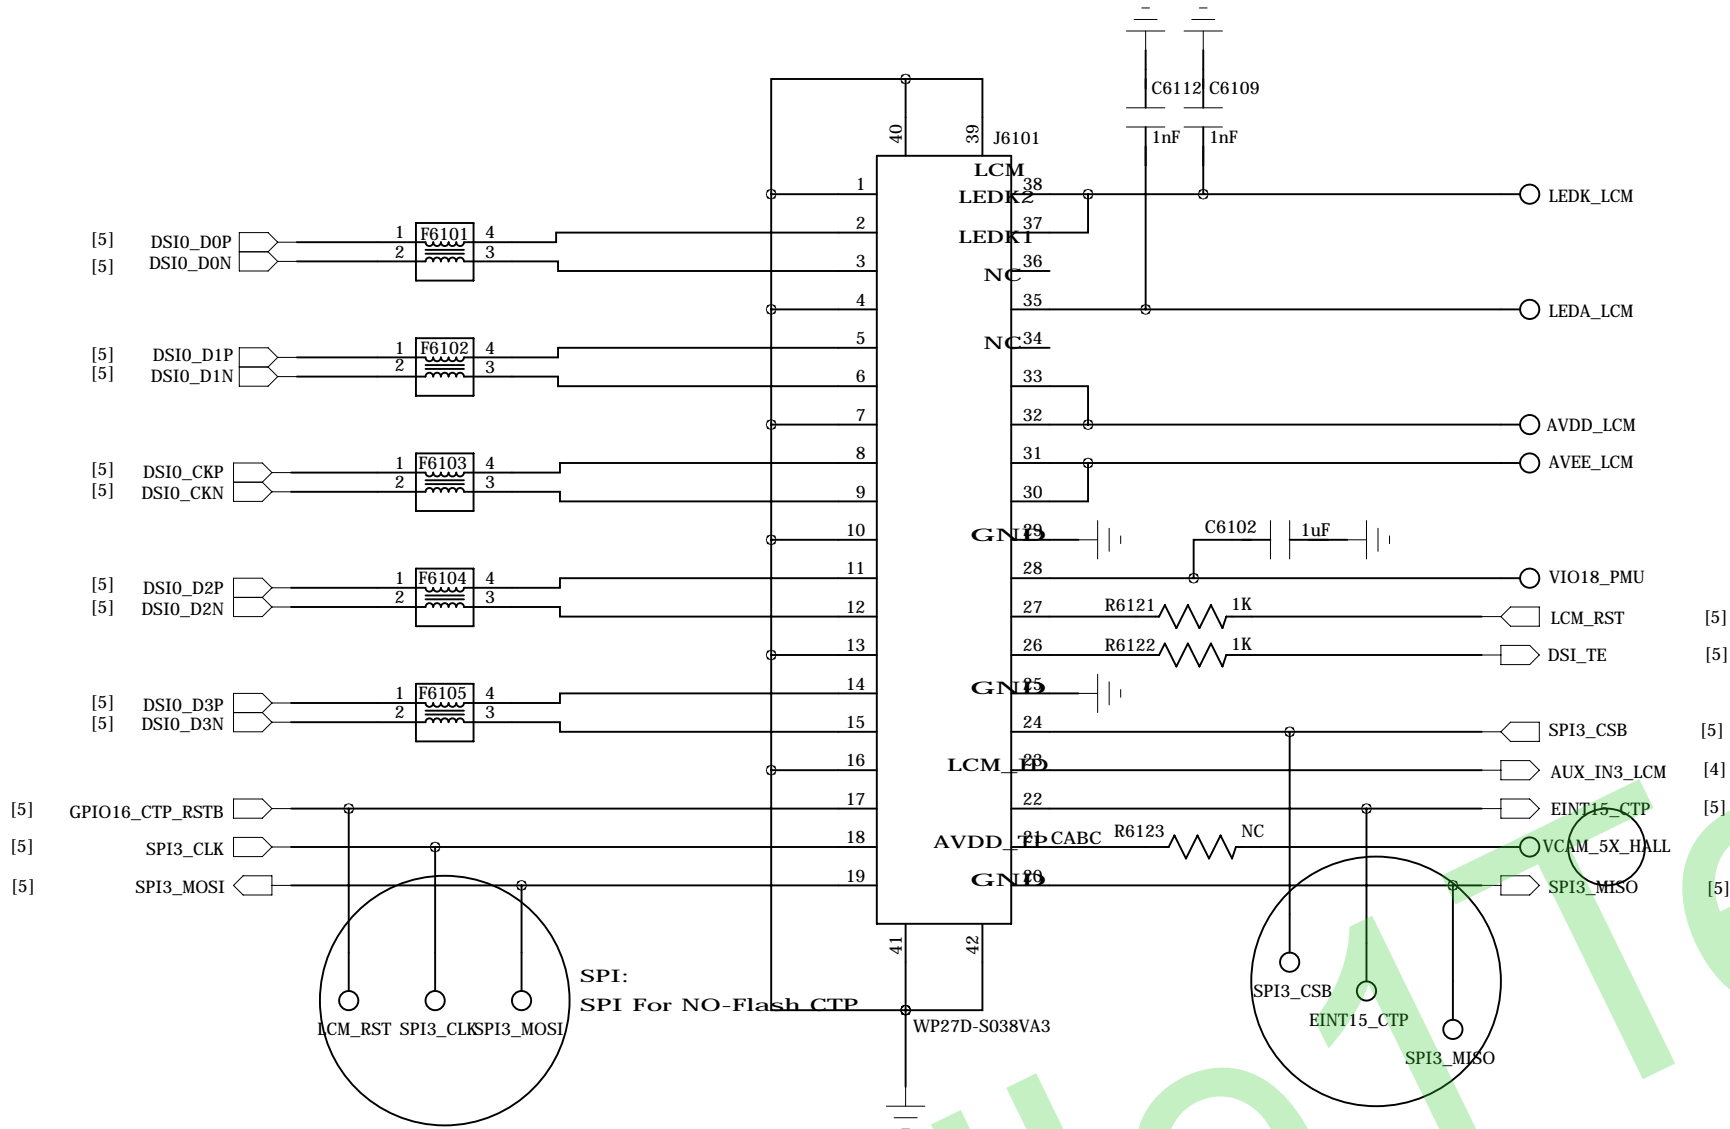 C6112 C6109
1nF 1nF
40 39 J6101
LCM
1 38 LEDK2 LEDK_LCM
2 37 LEDK1
[5] DSI0_D0P 1 F6101 4
[5] DSI0_D0N 2 3
3 36 NC
4 35 LEDA_LCM
5 34 NC
[5] DSI0_D1P 1 F6102 4
[5] DSI0_D1N 2 3
6 33
7 32 AVDD_LCM
8 31 AVEE_LCM
[5] DSI0_CKP 1 F6103 4
[5] DSI0_CKN 2 3
9 30
10 GND 29 C6102 1uF
11 28 VIO18_PMU
[5] DSI0_D2P 1 F6104 4
[5] DSI0_D2N 2 3
12 27 R6121 1K LCM_RST [5]
13 26 R6122 1K DSI_TE [5]
14 GND 25
[5] DSI0_D3P 1 F6105 4
[5] DSI0_D3N 2 3
15 24 SPI3_CSB [5]
16 LCM_ID 23 AUX_IN3_LCM [4]
[5] GPIO16_CTP_RSTB 17 22 EINT15_CTP [5]
[5] SPI3_CLK 18 AVDD_TP 21 CABC R6123 NC VCAM_5X_HALL
[5] SPI3_MOSI 19 GND 20 SPI3_MISO [5]
41 42
SPI:
SPI For NO-Flash CTP
LCM_RST SPI3_CLK SPI3_MOSI
WP27D-S038VA3
SPI3_CSB
EINT15_CTP
SPI3_MISO